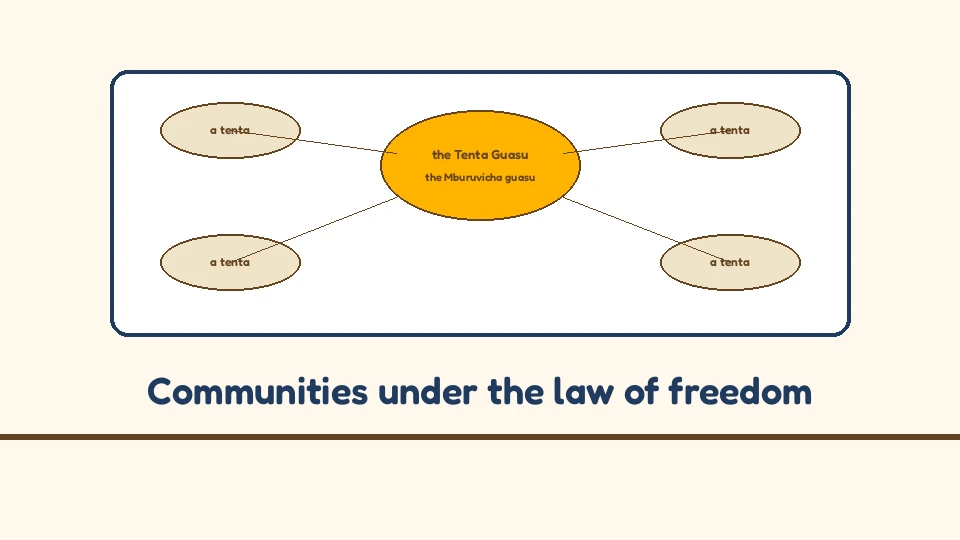 a tenta
a tenta
the Tenta Guasu
the Mburuvicha guasu
a tenta
a tenta
Communities under the law of freedom